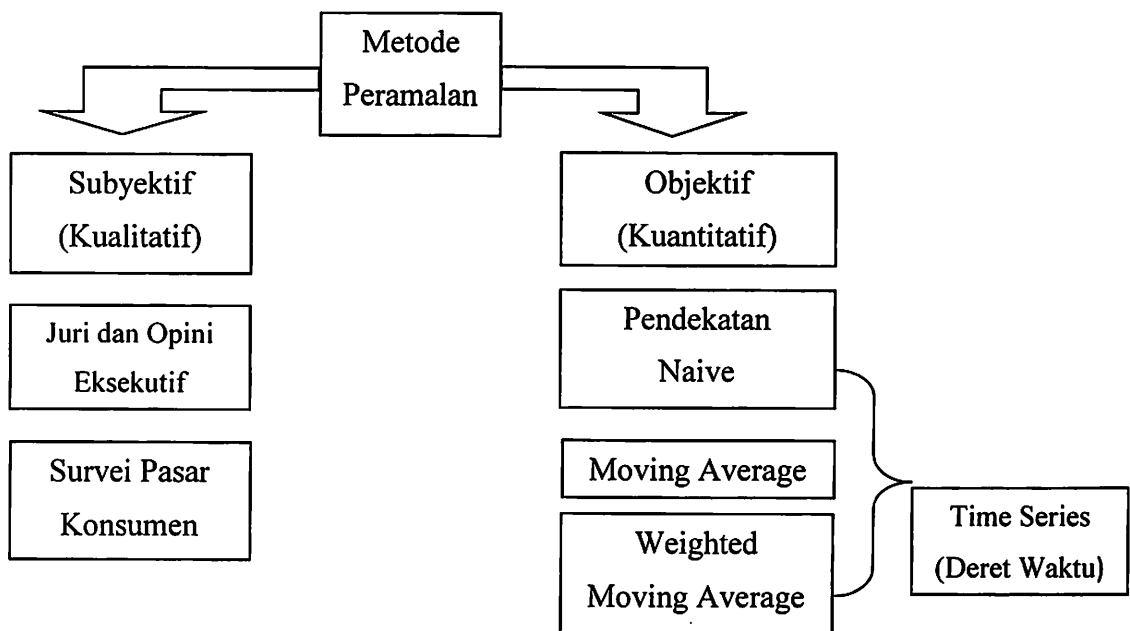 Metode
Peramalan
Subyektif
(Kualitatif)
Objektif
(Kuantitatif)
Juri dan Opini
Eksekutif
Pendekatan
Naive
Survei Pasar
Konsumen
Moving Average
Weighted
Moving Average
Time Series
(Deret Waktu)